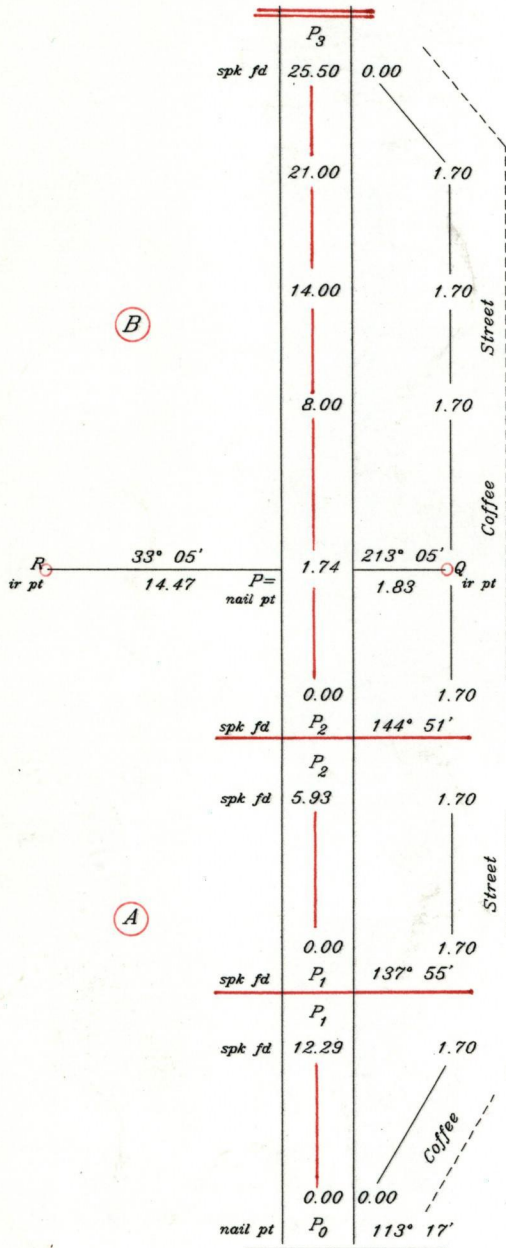 P3
spk fd 25.50 0.00
21.00 1.70
14.00 1.70
Street
B
8.00 1.70
Coffee
33° 05' 1.74 213° 05'
R Q
ir pt 14.47 P= 1.83 ir pt
nail pt
0.00 1.70
spk fd P2 144° 51'
P2
spk fd 5.93 1.70
Street
A
0.00 1.70
spk fd P1 137° 55'
P1
spk fd 12.29 1.70
Coffee
0.00 0.00
nail pt P0 113° 17'